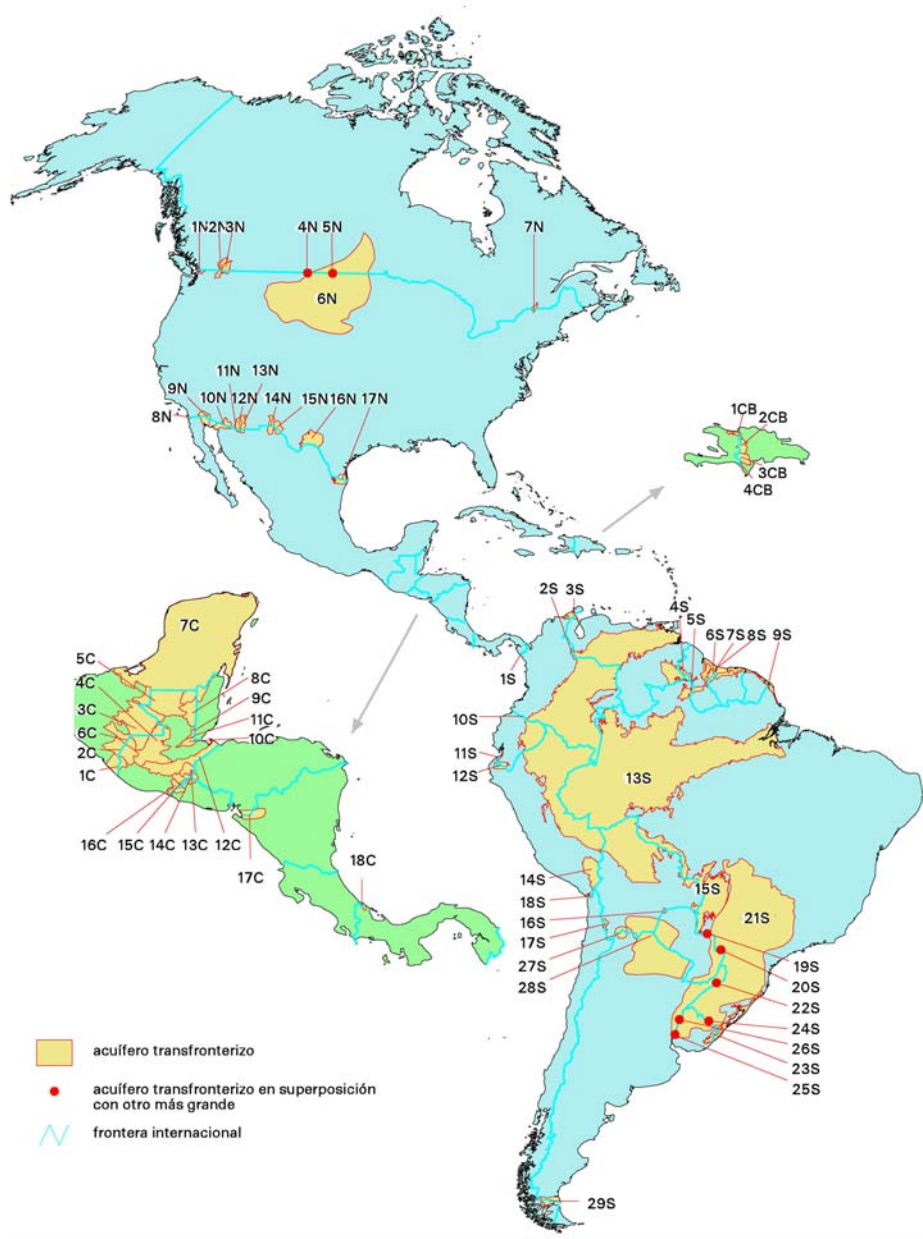 1N 2N 3N
4N 5N
7N
6N
13N
11N
9N
10N 12N 14N
15N 16N 17N
8N
1CB
2CB
3CB
4CB
7C
5C
4C
3C
6C
2C
1C
8C
9C
11C
10C
16C
15C
14C
13C
12C
17C
18C
2S 3S
4S
5S
6S 7S 8S 9S
1S
10S
11S
12S
13S
14S
18S
16S
17S
27S
28S
15S
21S
19S
20S
22S
24S
26S
23S
25S
29S
acuífero transfronterizo
acuífero transfronterizo en superposición
con otro más grande
frontera internacional